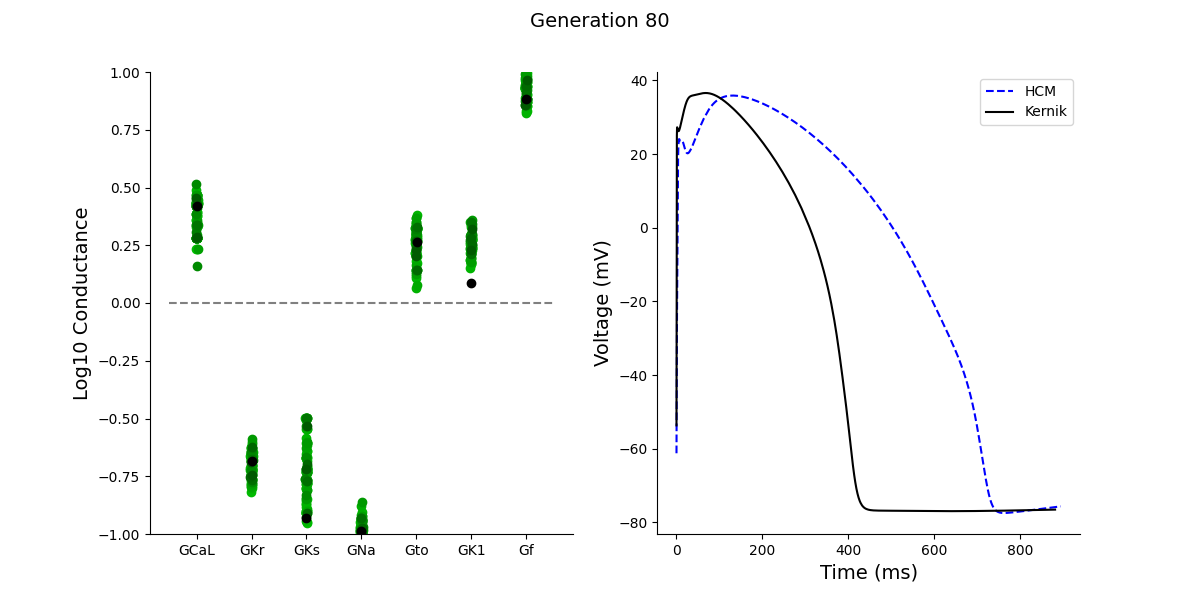 Generation 80
Log10 Conductance
1.00
0.75
0.50
0.25
0.00
−0.25
−0.50
−0.75
−1.00
GCaL GKr GKs GNa Gto GK1 Gf
Voltage (mV)
40
20
0
−20
−40
−60
−80
HCM
Kernik
0 200 400 600 800
Time (ms)